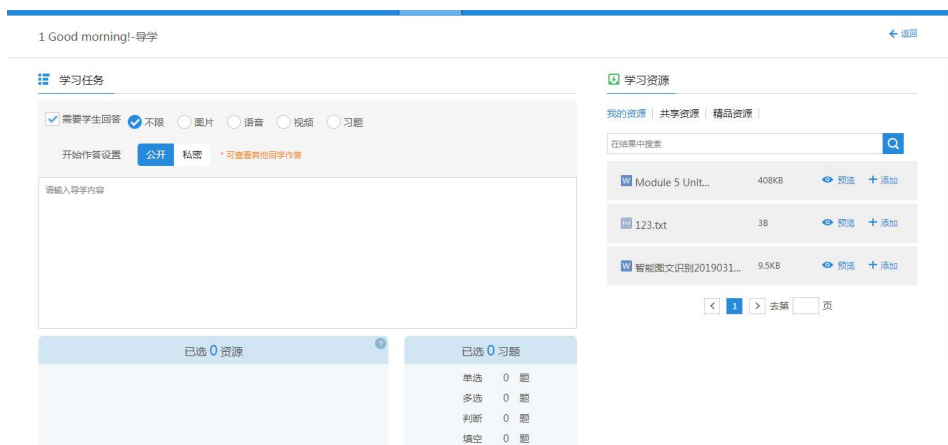 1 Good morning!-导学
返回
学习任务
需要学生回答 不限 图片 语音 视频 习题
开始作答设置 公开 私密 *可查看其他同学作答
请输入导学内容
已选 0 资源 ?
已选 0 习题
单选 0 题
多选 0 题
判断 0 题
填空 0 题
学习资源
我的资源 | 共享资源 | 精品资源 |
在结果中搜索
W Module 5 Unit... 408KB 预览 + 添加
123.txt 3B 预览 + 添加
W 智能图文识别2019031... 9.5KB 预览 + 添加
< 1 > 去第 页